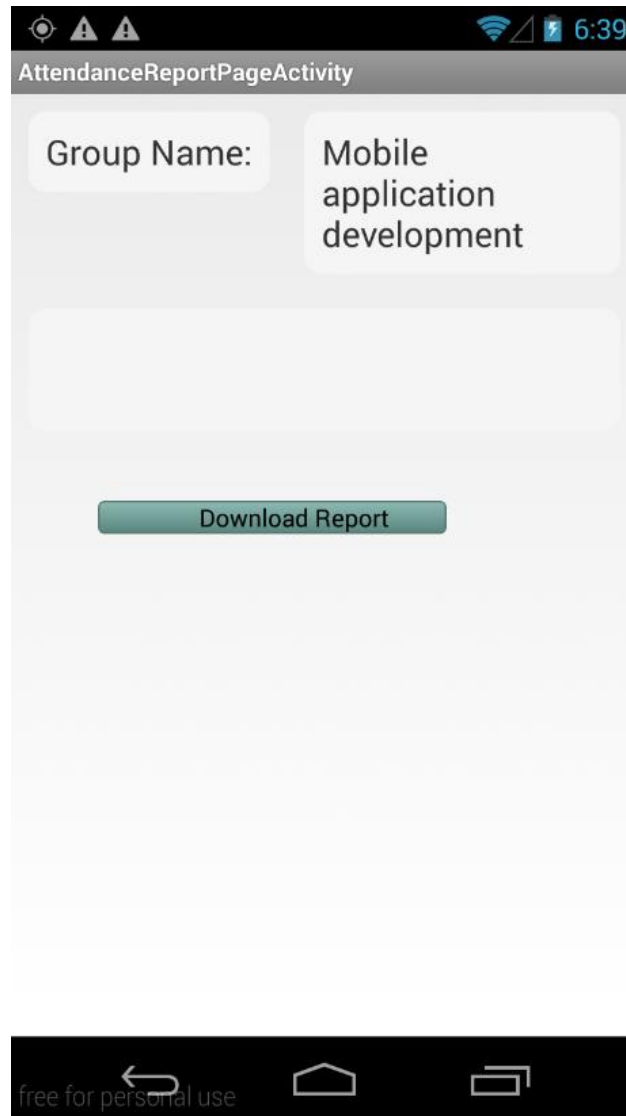 6:39
AttendanceReportPageActivity
Group Name:
Mobile
application
development
Download Report
free for personal use